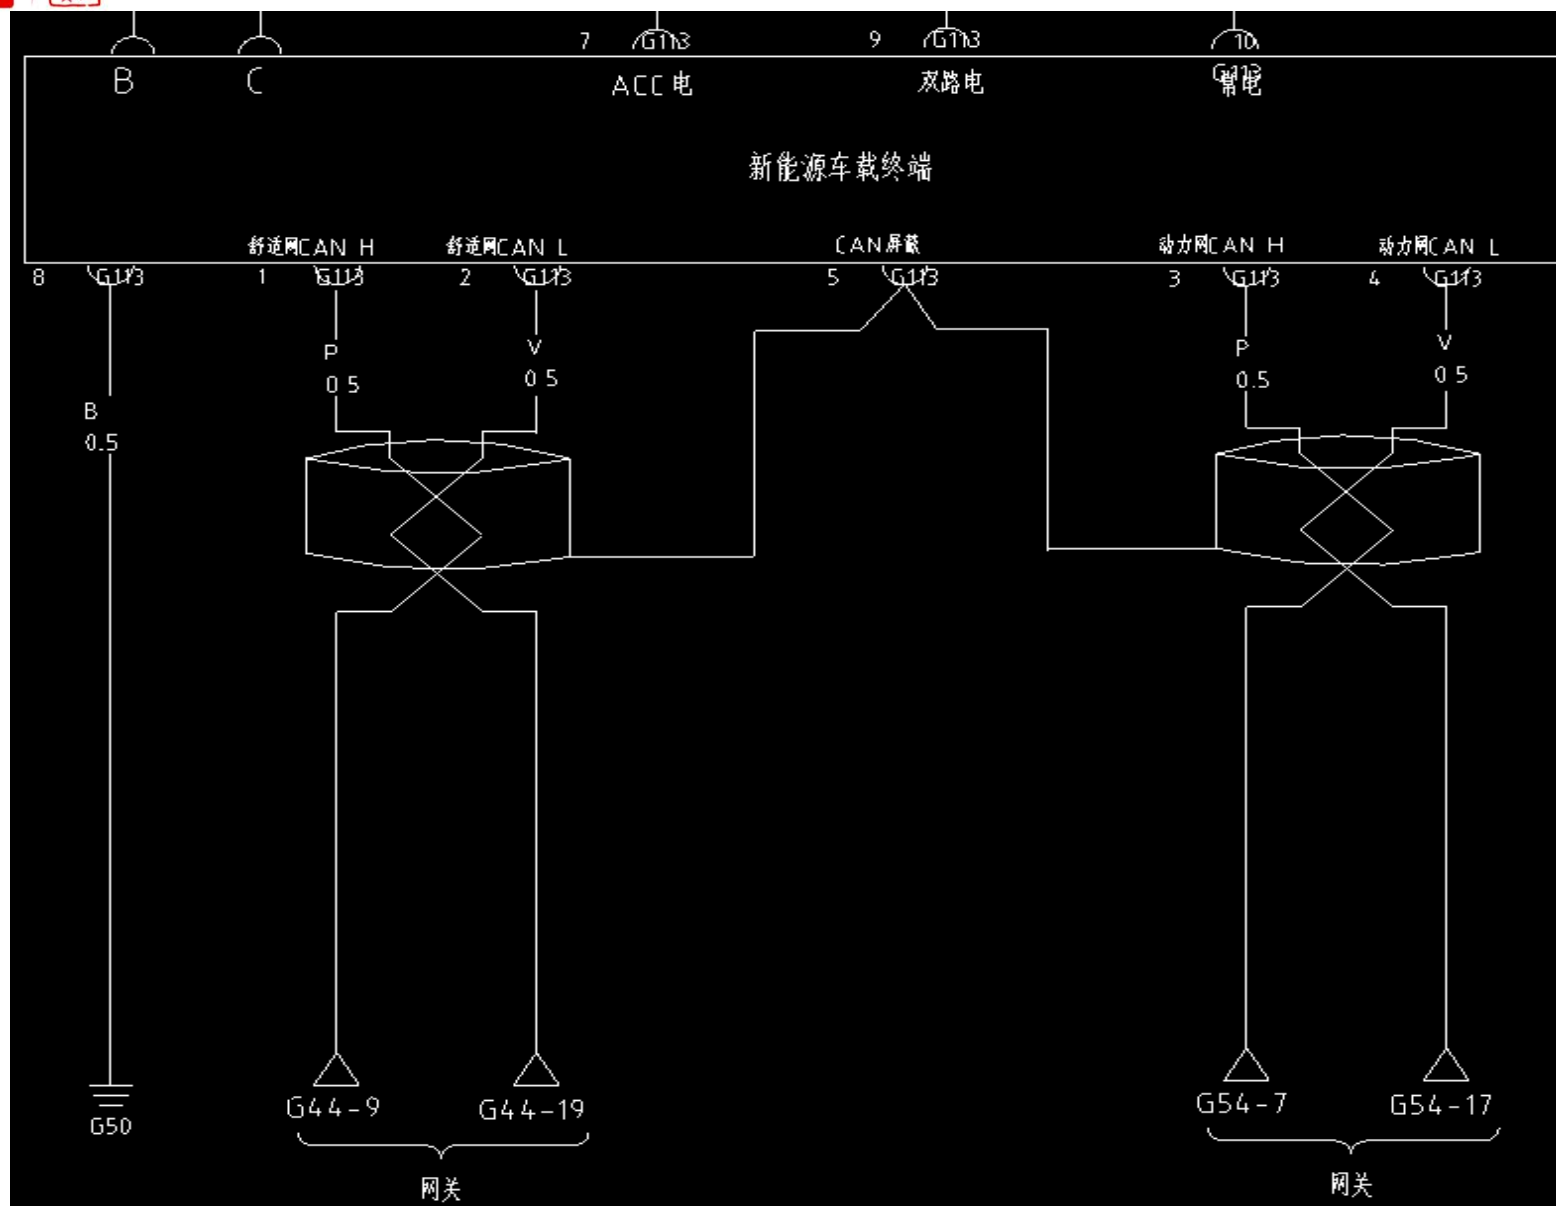 7 G113 9 G113 10
G113
B C ACC 电 双路电 常电
新能源车载终端
舒适网CAN H 舒适网CAN L CAN屏蔽 动力网CAN H 动力网CAN L
8 G113 1 G113 2 G113 5 G113 3 G113 4 G113
P V P V
0 5 0 5 0.5 0 5
B
0.5
G44-9 G44-19 G54-7 G54-17
G50
网关 网关